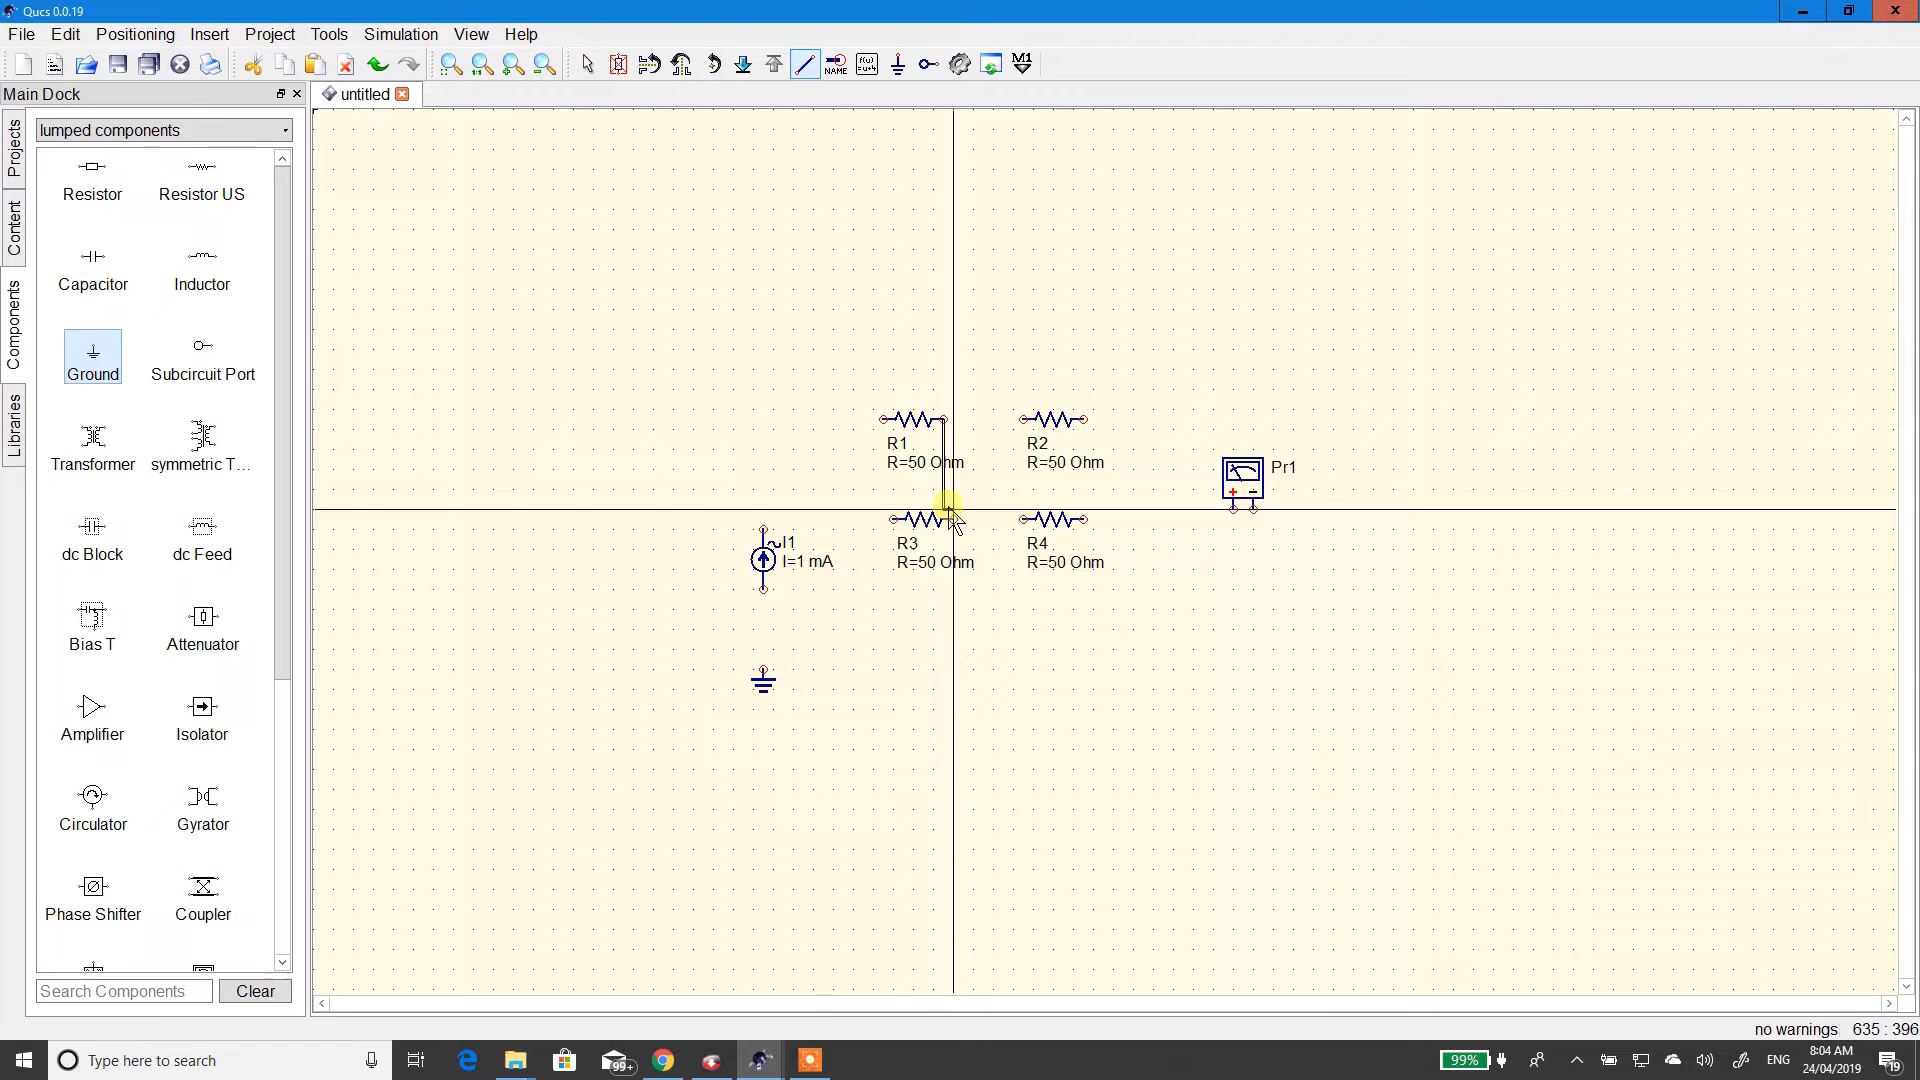 Qucs 0.0.19
File Edit Positioning Insert Project Tools Simulation View Help
NAME
M1
Main Dock
untitled
Projects
Content
Components
Libraries
lumped components
Resistor
Resistor US
Capacitor
Inductor
Ground
Subcircuit Port
Transformer
symmetric T...
dc Block
dc Feed
Bias T
Attenuator
Amplifier
Isolator
Circulator
Gyrator
Phase Shifter
Coupler
Search Components
Clear
R1
R=50 Ohm
R2
R=50 Ohm
Pr1
R3
R=50 Ohm
R4
R=50 Ohm
I1
I=1 mA
no warnings 635 : 396
Type here to search
99+
99%
ENG
8:04 AM
24/04/2019
19